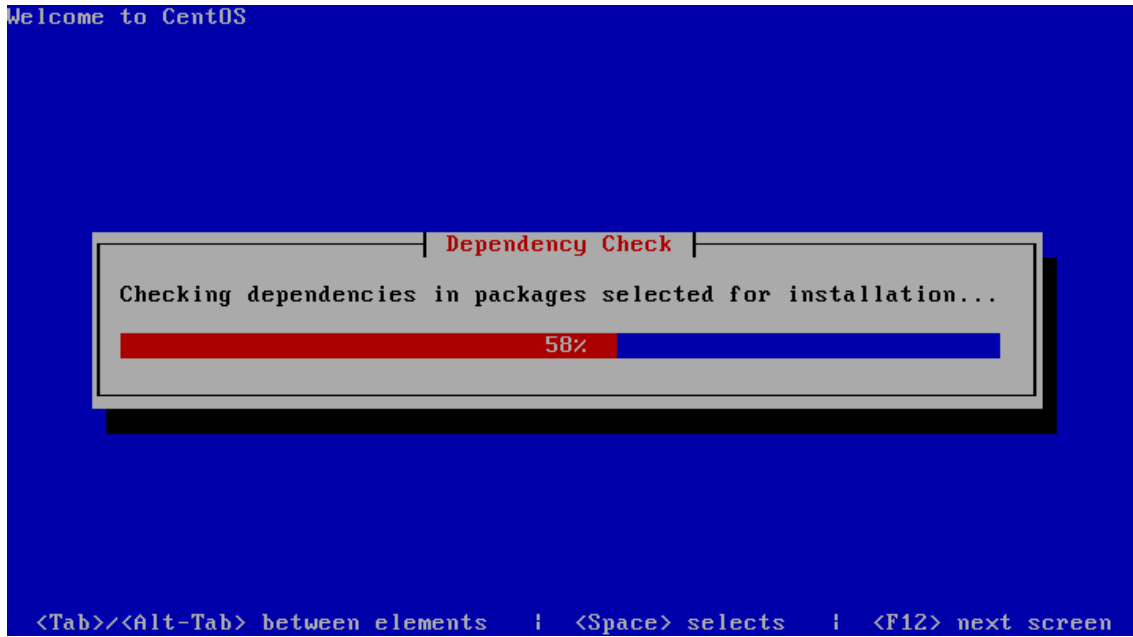 Welcome to CentOS
Dependency Check
Checking dependencies in packages selected for installation...
58%
<Tab>/<Alt-Tab> between elements | <Space> selects | <F12> next screen